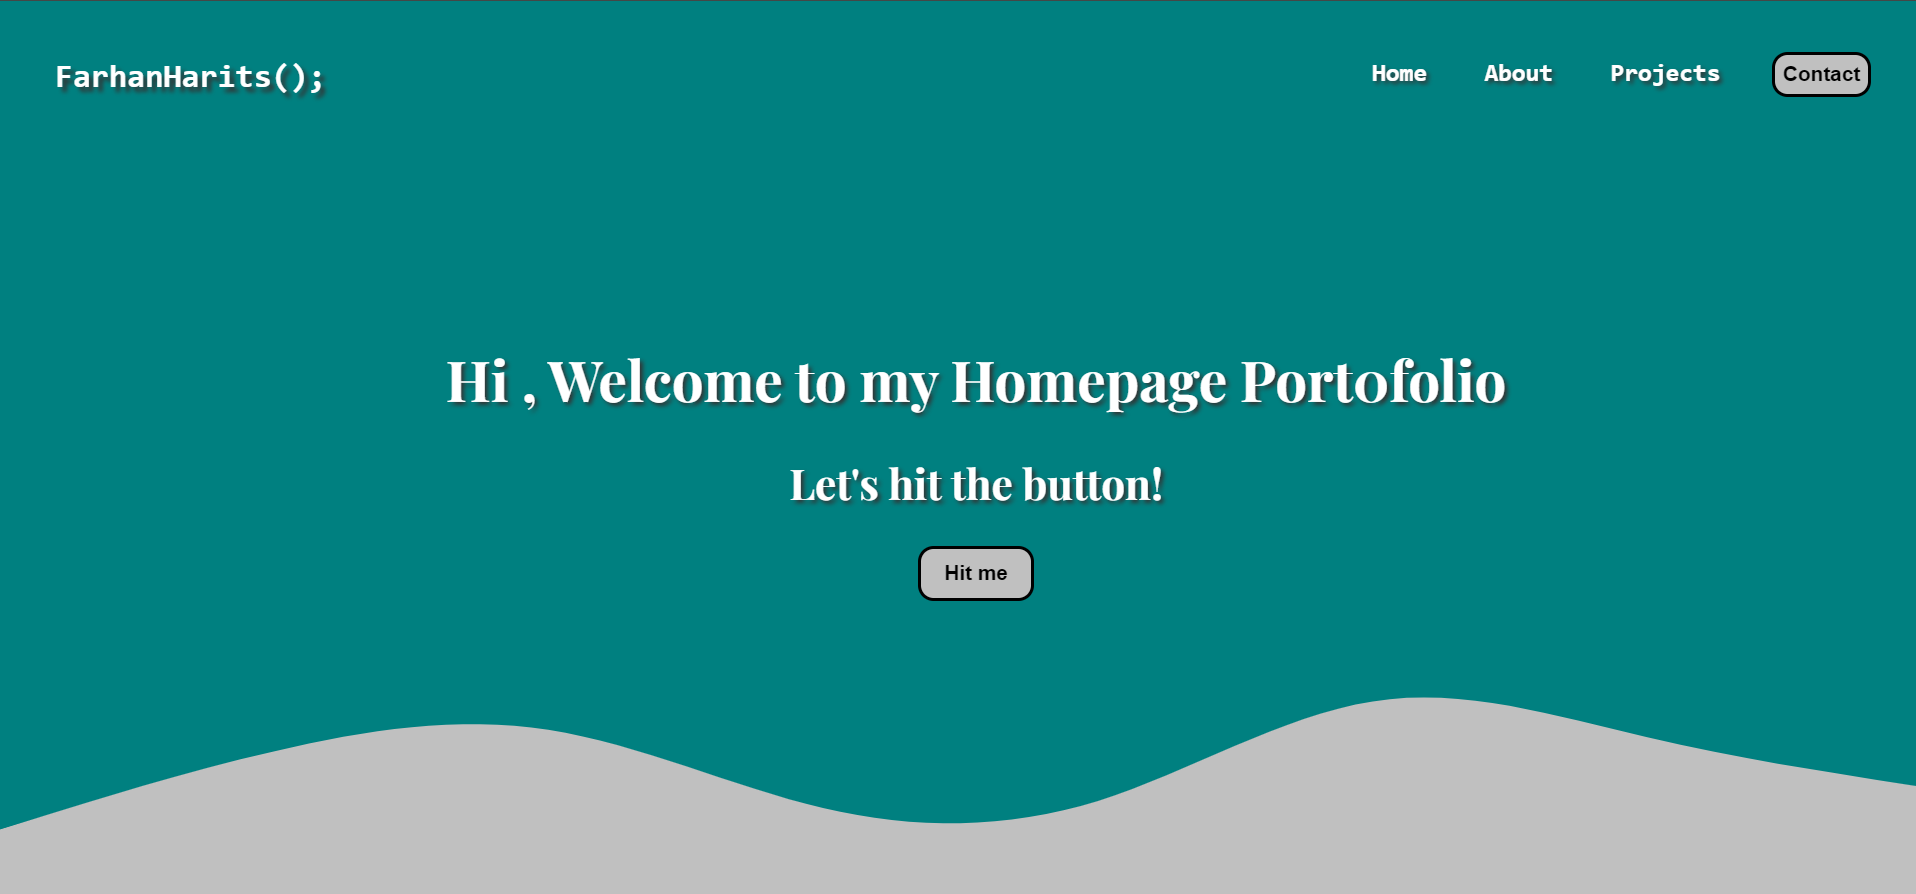 FarhanHarits();
Home About Projects Contact
Hi , Welcome to my Homepage Portofolio
Let's hit the button!
Hit me